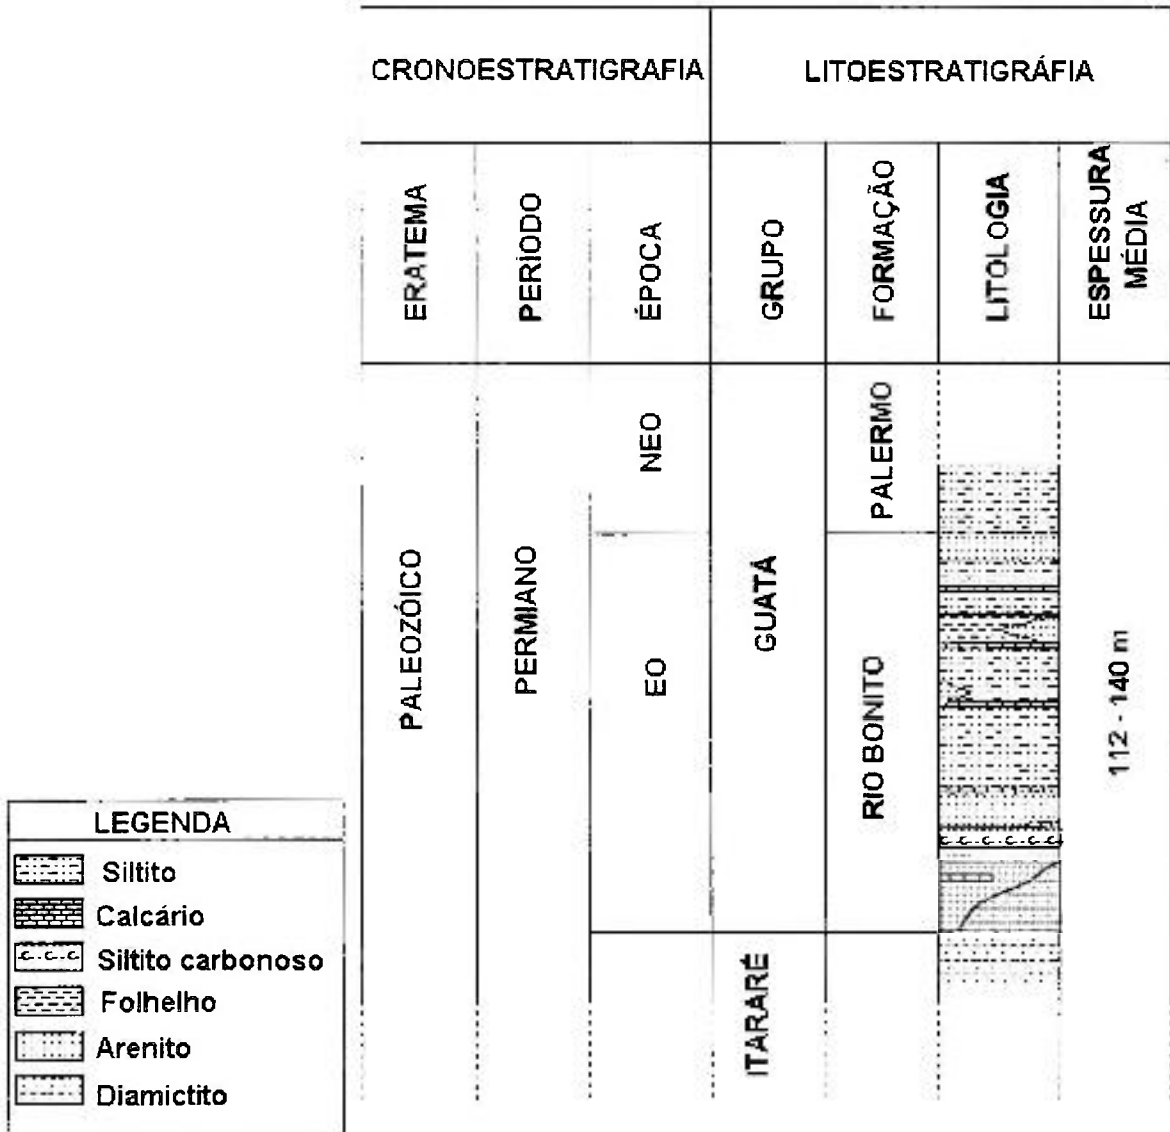 CRONOESTRATIGRAFIA
LITOESTRATIGRÁFIA
ERATEMA
PERÍODO
ÉPOCA
GRUPO
FORMAÇÃO
LITOLOGIA
ESPESSURA
MÉDIA
PALEOZÓICO
PERMIANO
NEO
EO
GUATÁ
ITARARÉ
PALERMO
RIO BONITO
112 - 140 m
LEGENDA
Siltito
Calcário
c-c-c Siltito carbonoso
Folhelho
Arenito
Diamictito
c-c-c-c-c-c